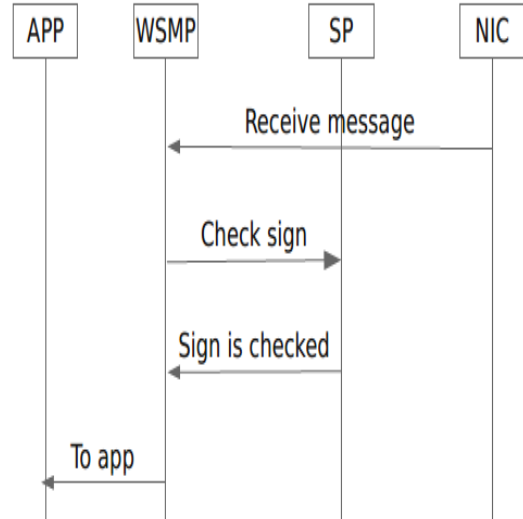 APP
WSMP
SP
NIC
Receive message
Check sign
Sign is checked
To app